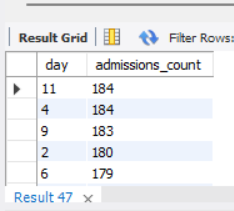 Result Grid Filter Rows:
day admissions_count
11 184
4 184
9 183
2 180
6 179
Result 47 ×